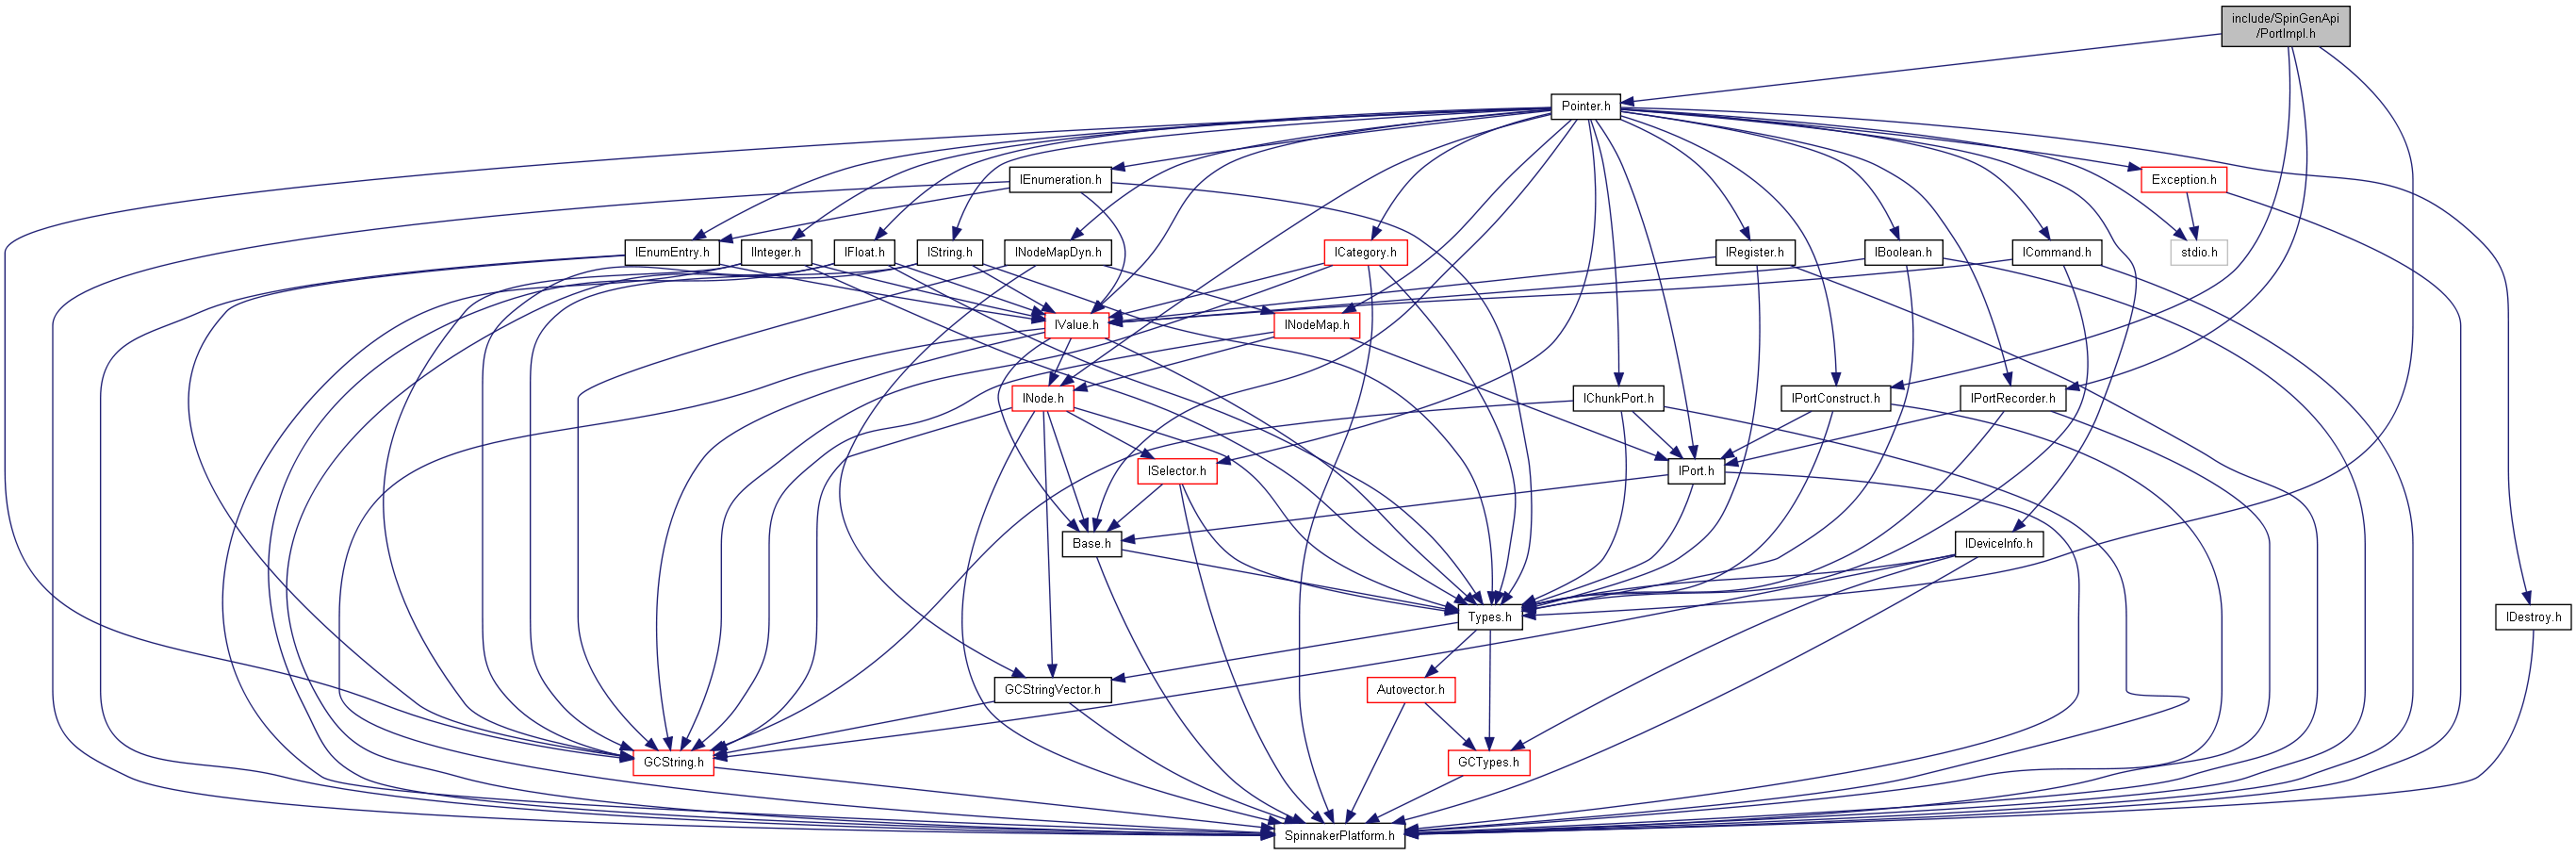 include/SpinGenApi
/PortImpl.h
Pointer.h
IEnumeration.h
Exception.h
IEnumEntry.h
IInteger.h
IFloat.h
IString.h
INodeMapDyn.h
ICategory.h
IRegister.h
IBoolean.h
ICommand.h
stdio.h
IValue.h
INodeMap.h
INode.h
IChunkPort.h
IPortConstruct.h
IPortRecorder.h
ISelector.h
IPort.h
Base.h
IDeviceInfo.h
Types.h
IDestroy.h
GCStringVector.h
Autovector.h
GCString.h
GCTypes.h
SpinnakerPlatform.h